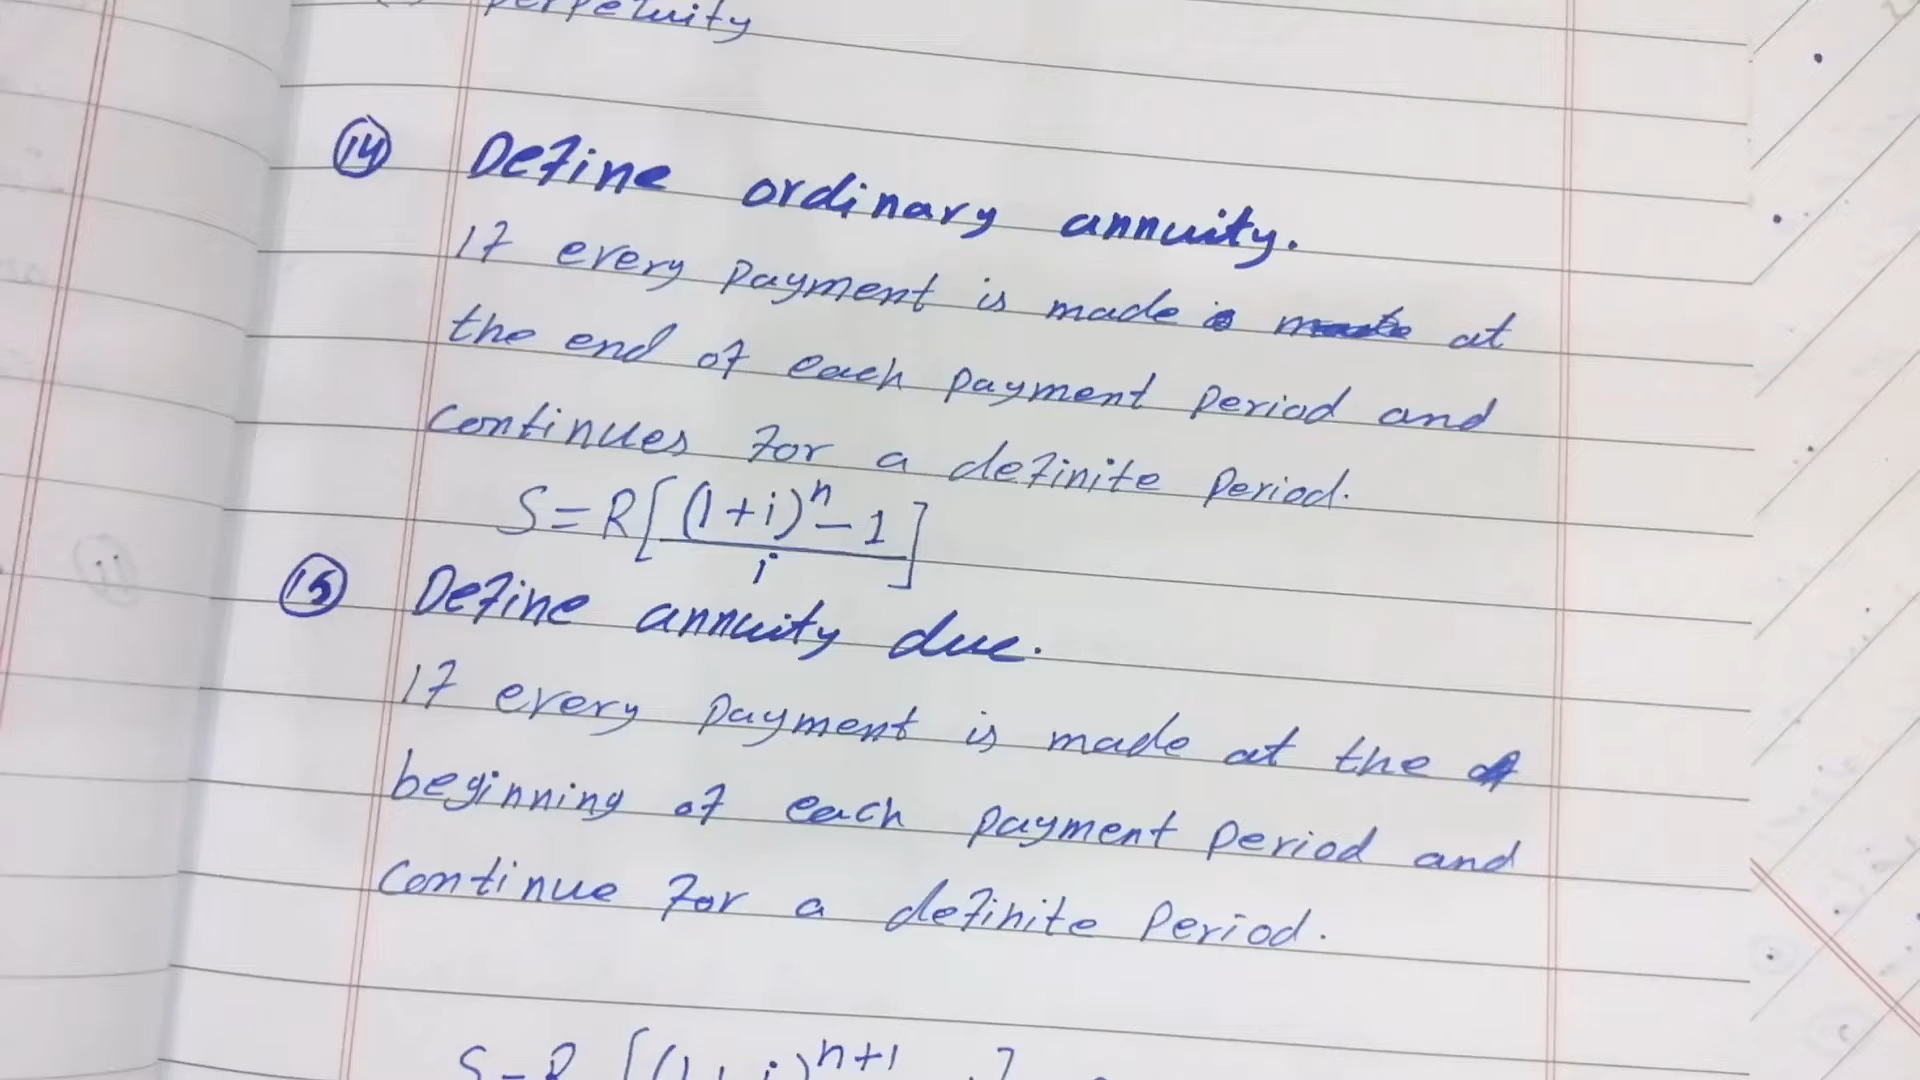 perpetuity
14 Define ordinary annuity.
If every payment is made at
the end of each payment period and
continues for a definite period.
S=R[((1+i)^n-1)/i]
15 Define annuity due.
If every payment is made at the
beginning of each payment period and
continue for a definite period.
S=R[(1+i)^n+1